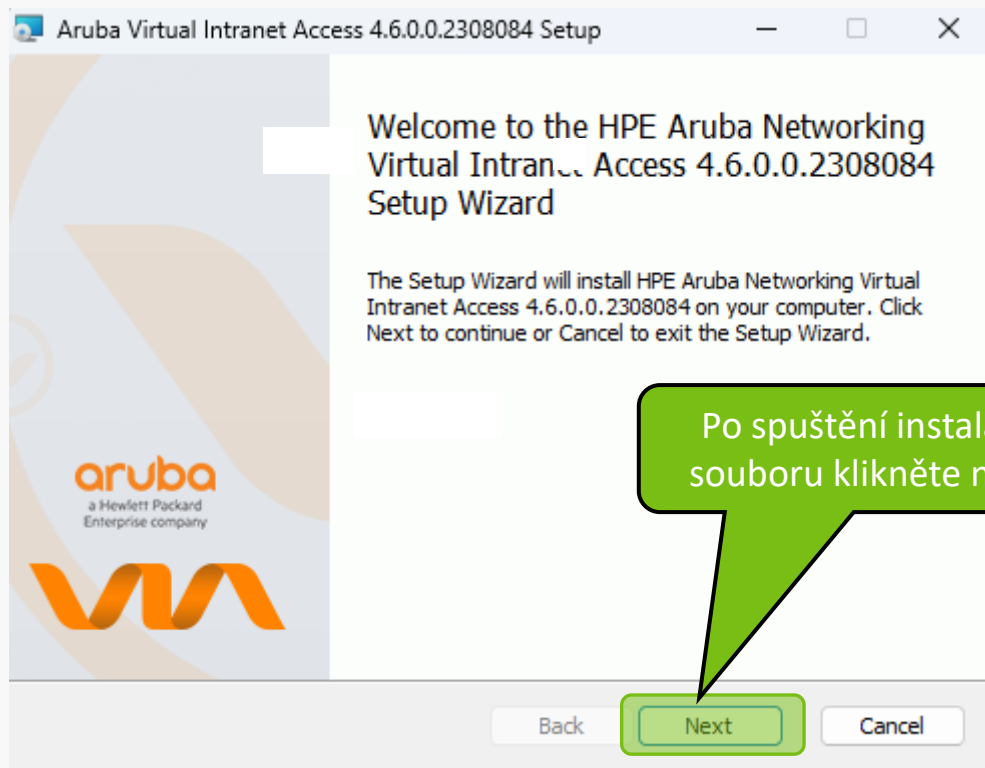 Aruba Virtual Intranet Access 4.6.0.0.2308084 Setup
Welcome to the HPE Aruba Networking
Virtual Access 4.6.0.0.2308084
Setup Wizard
The Setup Wizard will install HPE Aruba Networking Virtual
Intranet Access 4.6.0.0.2308084 on your computer. Click
Next to continue or Cancel to exit the Setup Wizard.
Po spuštění
souboru klikněte
aruba
a Hewlett Packard
Enterprise company
VIA
Back
Next
Cancel